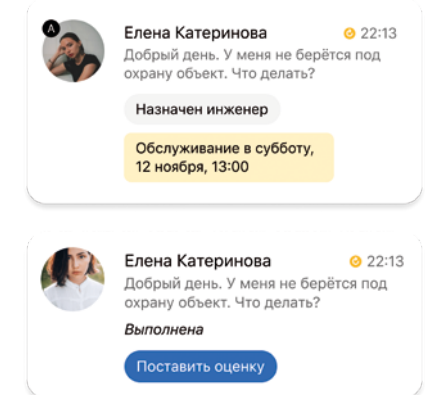 A
Елена Катеринова 22:13
Добрый день. У меня не берётся под
охрану объект. Что делать?
Назначен инженер
Обслуживание в субботу,
12 ноября, 13:00
Елена Катеринова 22:13
Добрый день. У меня не берётся под
охрану объект. Что делать?
Выполнена
Поставить оценку